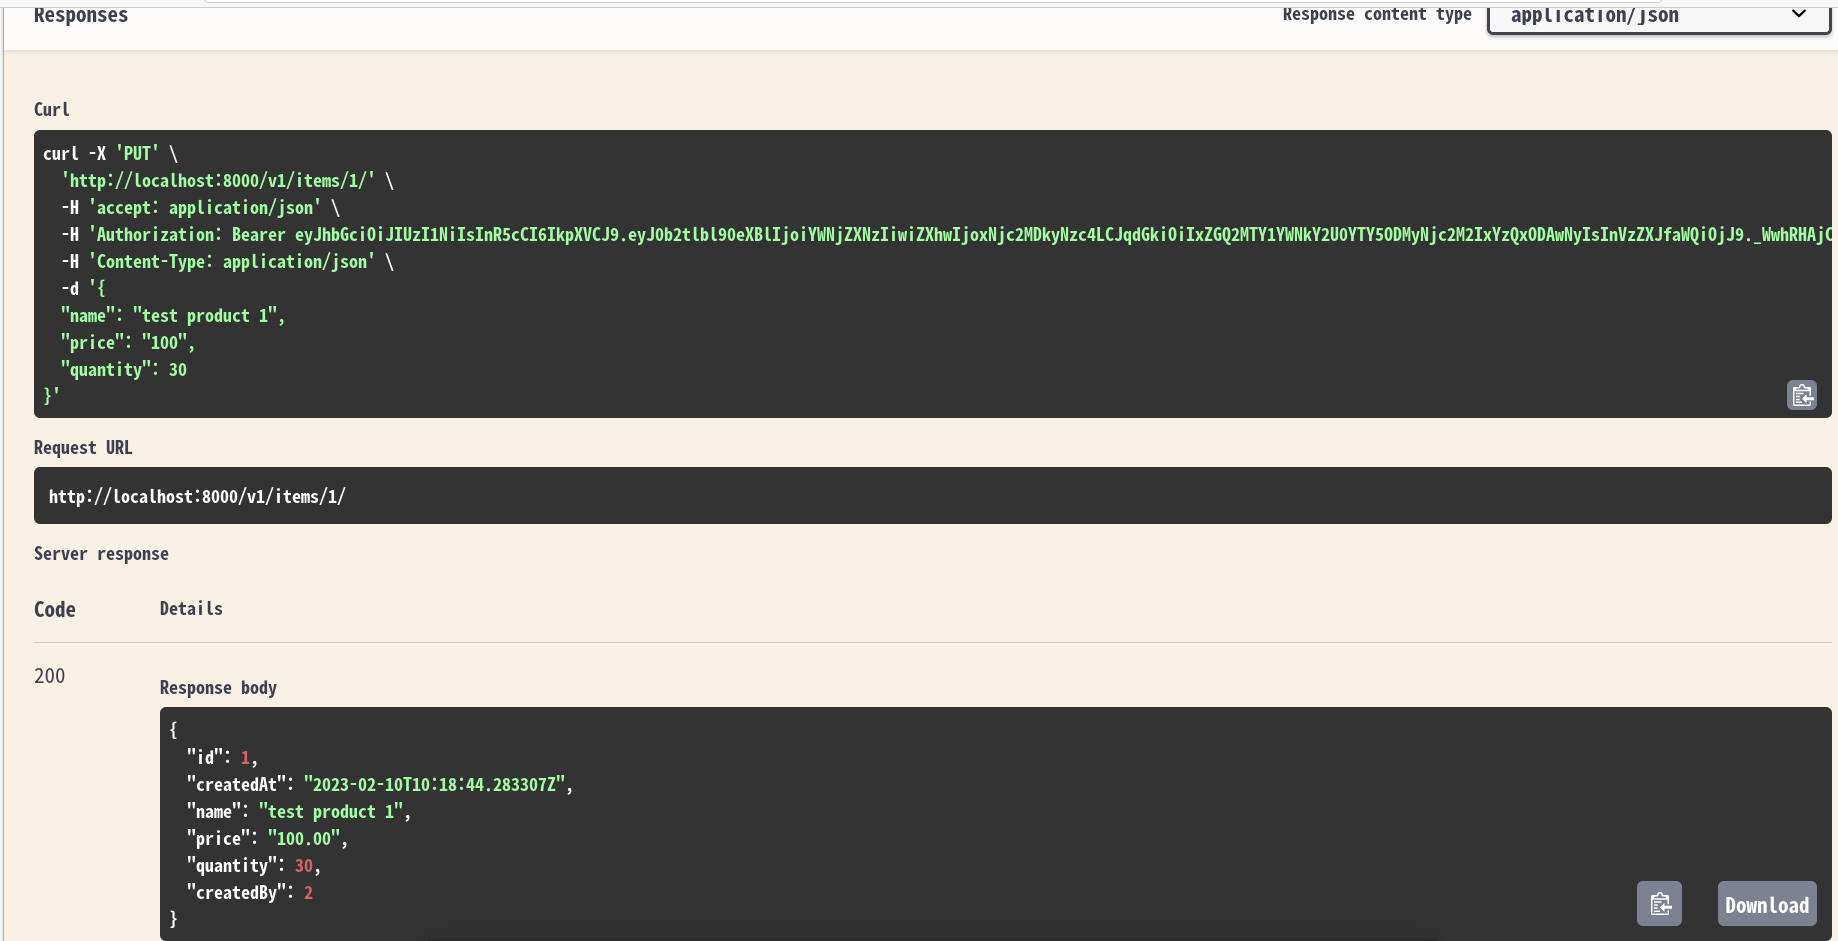 Responses
Response content type
application/json
Curl
curl -X 'PUT' \
  'http://localhost:8000/v1/items/1/' \
  -H 'accept: application/json' \
  -H 'Authorization: Bearer eyJhbGciOiJIUzI1NiIsInR5cCI6IkpXVCJ9.eyJ0b2tlbl90eXBlIjoiYWNjZXNzIiwiZXhwIjoxNjc2MDkyNzc4LCJqdGkiOiIxZGQ2MTY1YWNkY2U0YTY5ODMyNjc2M2IxYzQxODAwNyIsInVzZXJfaWQiOjJ9._WwhRHAjC
  -H 'Content-Type: application/json' \
  -d '{
  "name": "test product 1",
  "price": "100",
  "quantity": 30
}'
Request URL
http://localhost:8000/v1/items/1/
Server response
Code Details
200
Response body
{
  "id": 1,
  "createdAt": "2023-02-10T10:18:44.283307Z",
  "name": "test product 1",
  "price": "100.00",
  "quantity": 30,
  "createdBy": 2
}
Download